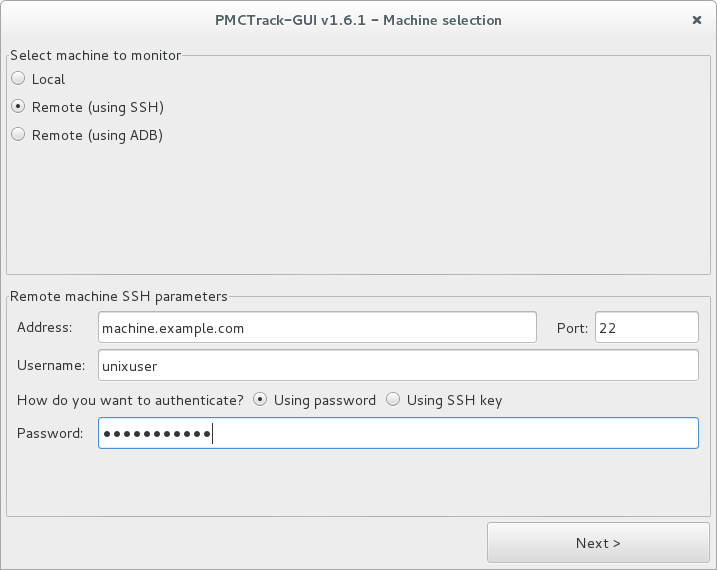 PMCTrack-GUI v1.6.1 – Machine selection
Select machine to monitor
Local
Remote (using SSH)
Remote (using ADB)
Remote machine SSH parameters
Address: machine.example.com Port: 22
Username: unixuser
How do you want to authenticate? Using password Using SSH key
Password: ●●●●●●●●●●●
Next >